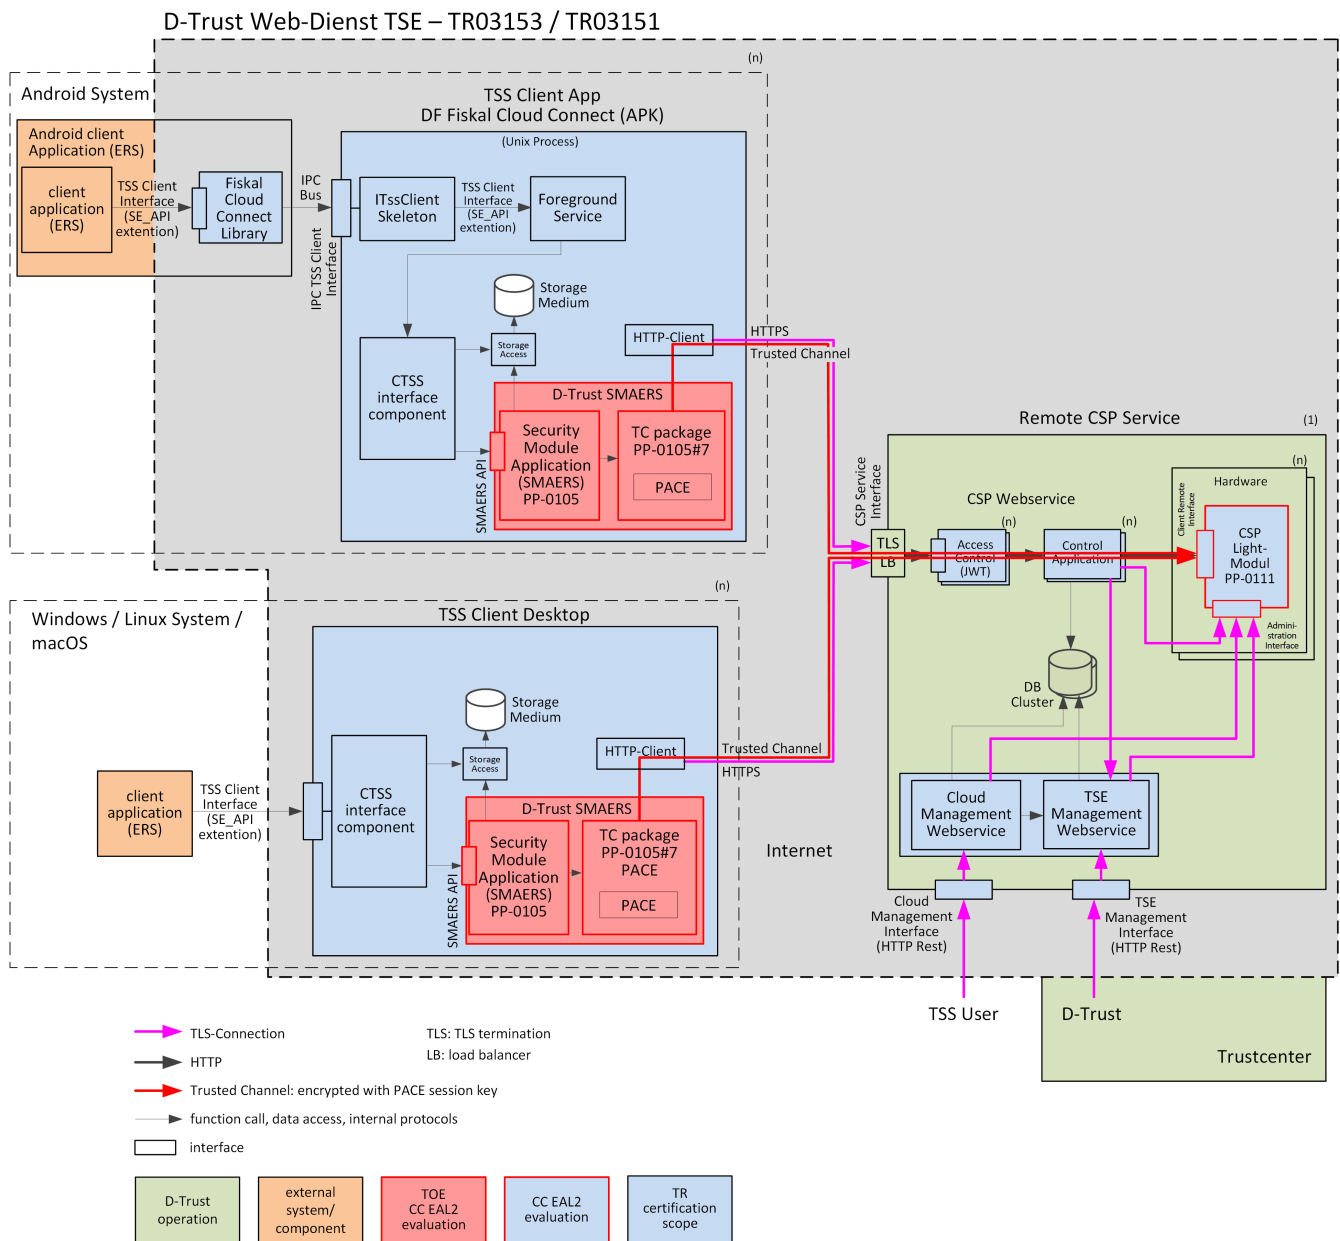 D-Trust Web-Dienst TSE – TR03153 / TR03151
(n)
Android System
TSS Client App
DF Fiskal Cloud Connect (APK)
(Unix Process)
Android client
Application (ERS)
client
application
(ERS)
TSS Client
Interface
(SE_API
extention)
Fiskal
Cloud
Connect
Library
IPC
Bus
IPC TSS Client
Interface
ITssClient
Skeleton
TSS Client
Interface
(SE_API
extention)
Foreground
Service
Storage
Medium
Storage
Access
HTTP-Client
HTTPS
Trusted Channel
CTSS
interface
component
D-Trust SMAERS
SMAERS API
Security
Module
Application
(SMAERS)
PP-0105
TC package
PP-0105#7
PACE
Remote CSP Service
(1)
CSP Service
Interface
CSP Webservice
TLS
LB
(n)
Access
Control
(JWT)
(n)
Control
Application
(n)
Hardware
Client Remote
Interface
CSP
Light-
Modul
PP-0111
Admini-
stration
Interface
DB
Cluster
Cloud
Management
Webservice
TSE
Management
Webservice
Cloud
Management
Interface
(HTTP Rest)
TSE
Management
Interface
(HTTP Rest)
TSS User
D-Trust
Trustcenter
Internet
(n)
Windows / Linux System /
macOS
TSS Client Desktop
client
application
(ERS)
TSS Client
Interface
(SE_API
extention)
CTSS
interface
component
Storage
Medium
Storage
Access
HTTP-Client
Trusted Channel
HTTPS
D-Trust SMAERS
SMAERS API
Security
Module
Application
(SMAERS)
PP-0105
TC package
PP-0105#7
PACE
PACE
TLS-Connection
TLS: TLS termination
HTTP
LB: load balancer
Trusted Channel: encrypted with PACE session key
function call, data access, internal protocols
interface
D-Trust
operation
external
system/
component
TOE
CC EAL2
evaluation
CC EAL2
evaluation
TR
certification
scope